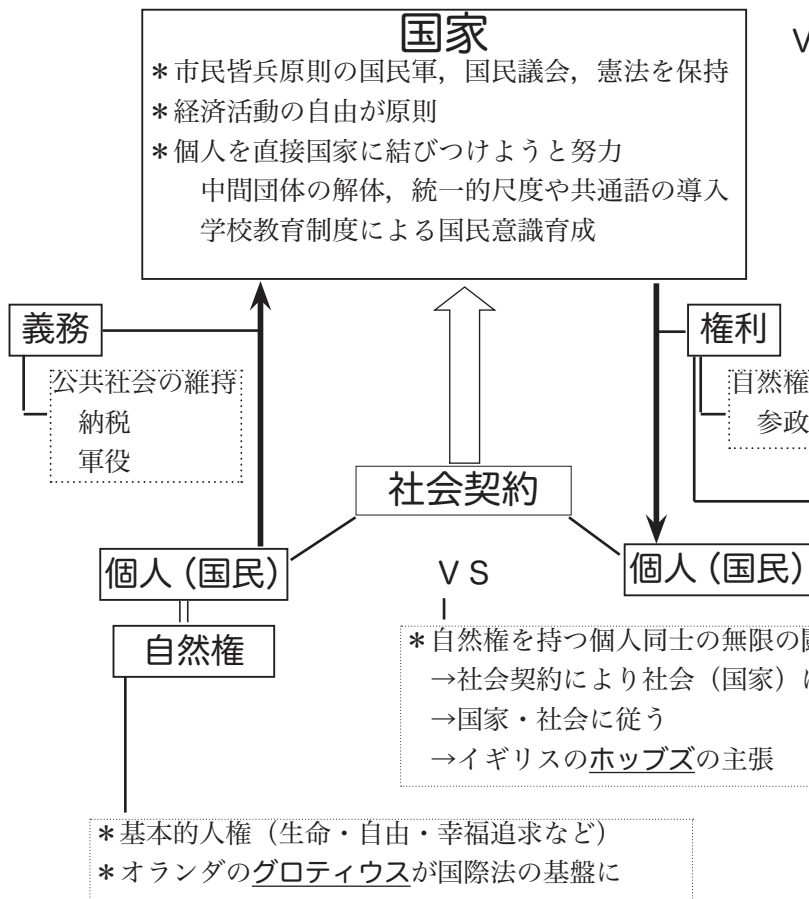 国家
V
＊市民皆兵原則の国民軍，国民議会，憲法を保持
＊経済活動の自由が原則
＊個人を直接国家に結びつけようと努力
中間団体の解体，統一的尺度や共通語の導入
学校教育制度による国民意識育成
義務
権利
公共社会の維持
納税
軍役
自然権
参政
社会契約
個人（国民）
VS
個人（国民）
自然権
＊自然権を持つ個人同士の無限の闘
→社会契約により社会（国家）に
→国家・社会に従う
→イギリスのホッブズの主張
＊基本的人権（生命・自由・幸福追求など）
＊オランダのグロティウスが国際法の基盤に